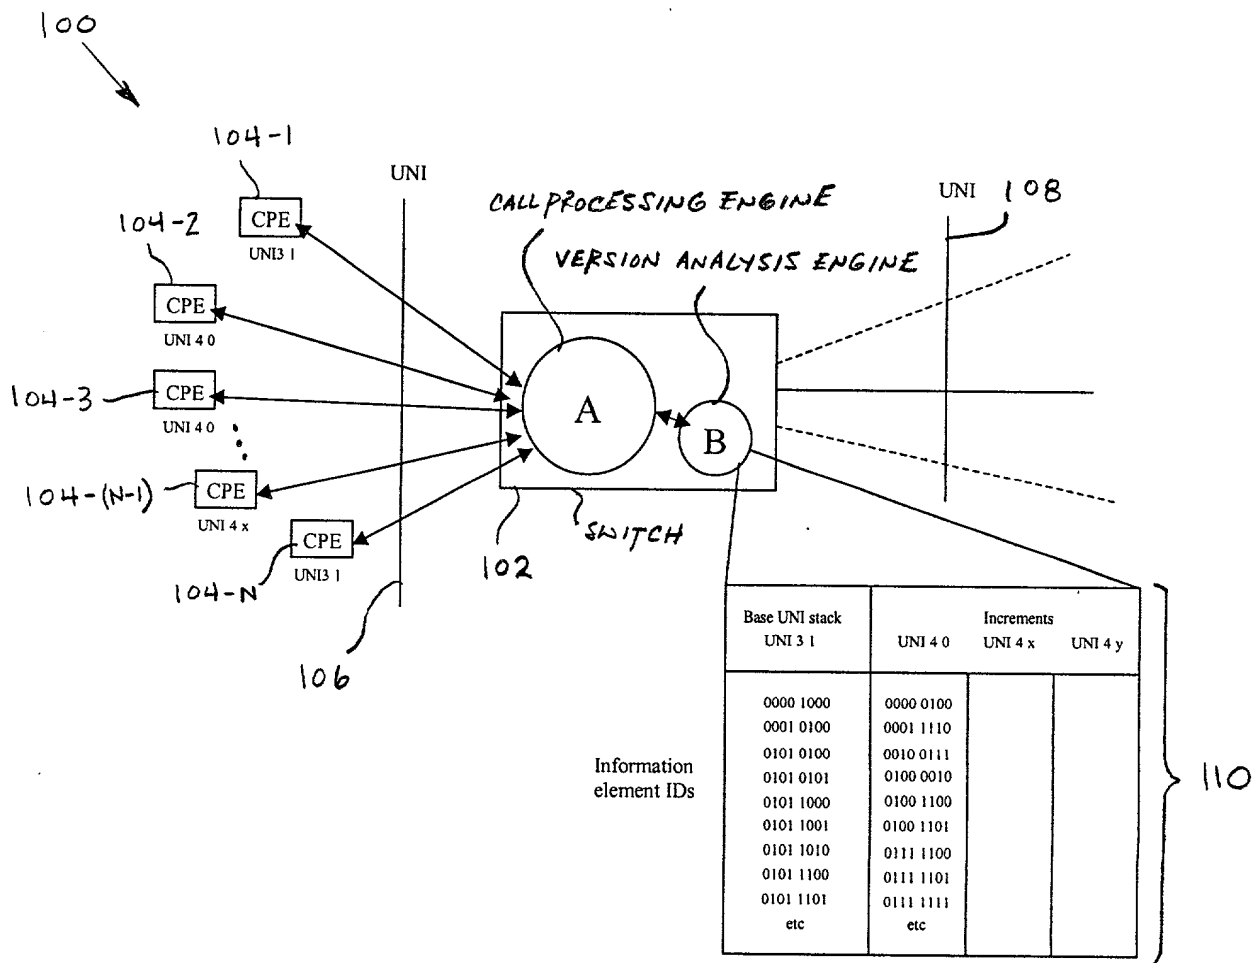 100
104-1
UNI
UNI
108
CPE
UNI3 1
CALL PROCESSING ENGINE
104-2
VERSION ANALYSIS ENGINE
CPE
UNI 4 0
104-3
CPE
UNI 4 0
A
B
104-(N-1)
CPE
UNI 4 x
CPE
UNI3 1
104-N
102
SWITCH
106
Base UNI stack
UNI 3 1
Increments
UNI 4 0 UNI 4 x UNI 4 y
Information
element IDs
0000 1000 0000 0100
0001 0100 0001 1110
0101 0100 0010 0111
0101 0101 0100 0010
0101 1000 0100 1100
0101 1001 0100 1101
0101 1010 0111 1100
0101 1100 0111 1101
0101 1101 0111 1111
etc etc
110